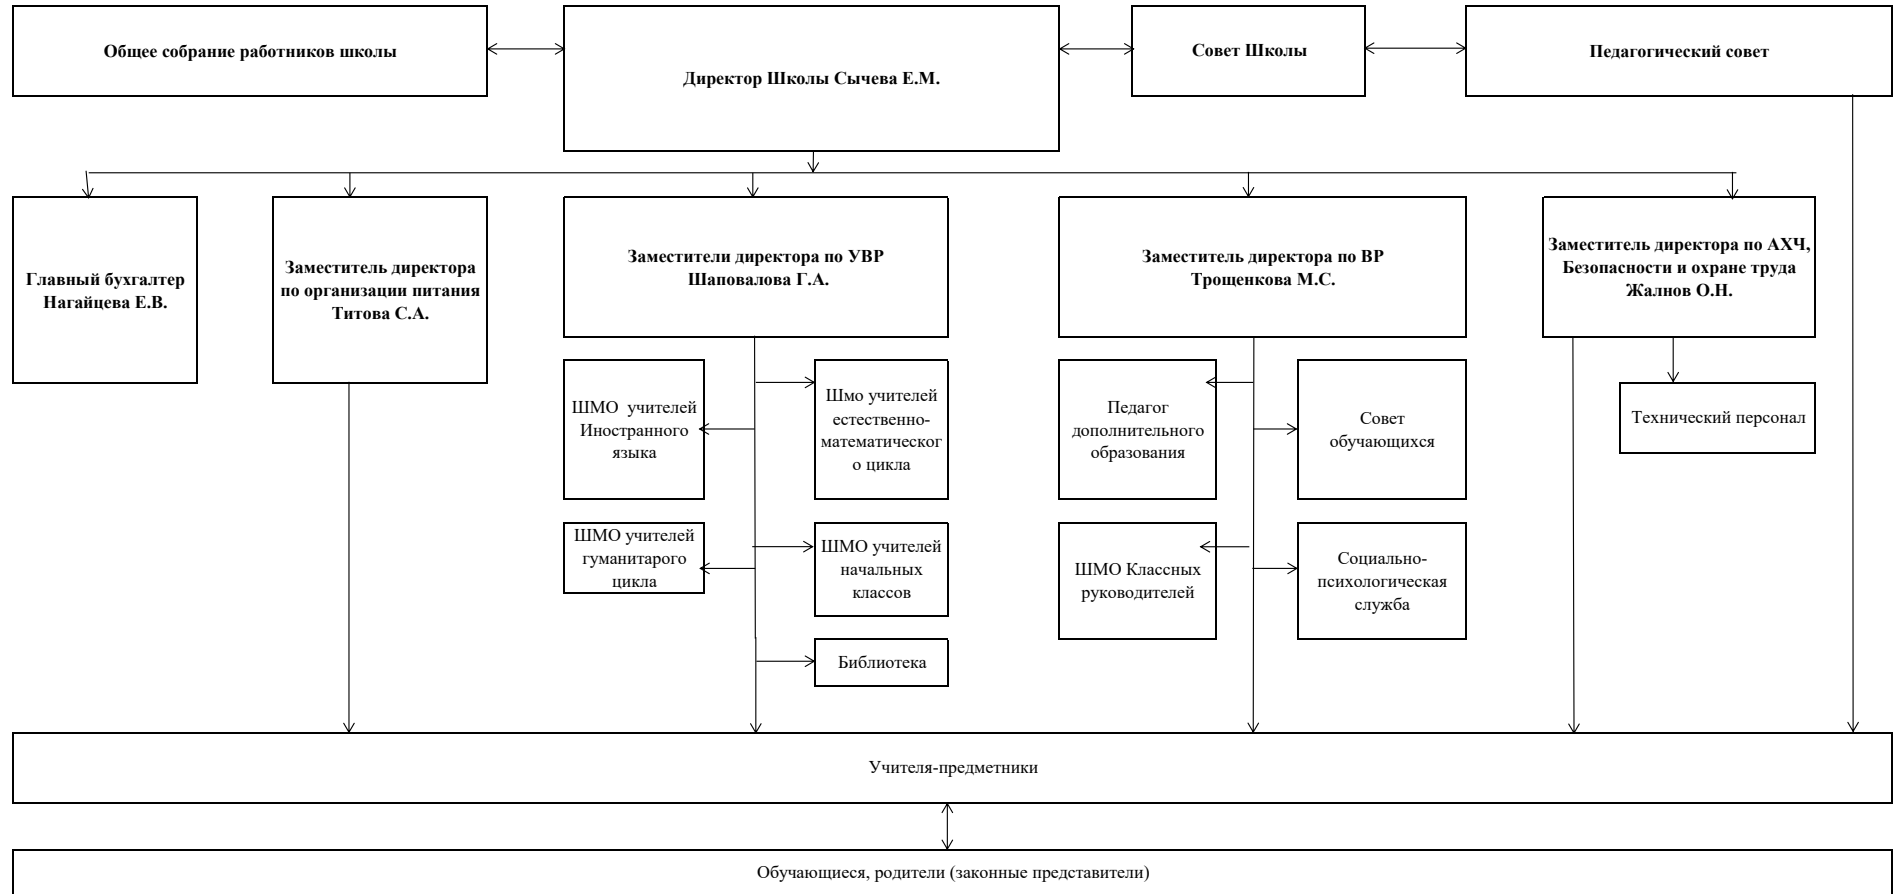 Общее собрание работников школы
Директор Школы Сычева Е.М.
Совет Школы
Педагогический совет
Главный бухгалтер
Нагайцева Е.В.
Заместитель директора
по организации питания
Титова С.А.
Заместители директора по УВР
Шаповалова Г.А.
Заместитель директора по ВР
Трощенкова М.С.
Заместитель директора по АХЧ,
Безопасности и охране труда
Жалнов О.Н.
ШМО учителей
Иностранного
языка
Шмо учителей
естественно-
математическог
о цикла
Педагог
дополнительного
образования
Совет
обучающихся
Технический персонал
ШМО учителей
гуманитарого
цикла
ШМО учителей
начальных
классов
ШМО Классных
руководителей
Социально-
психологическая
служба
Библиотека
Учителя-предметники
Обучающиеся, родители (законные представители)